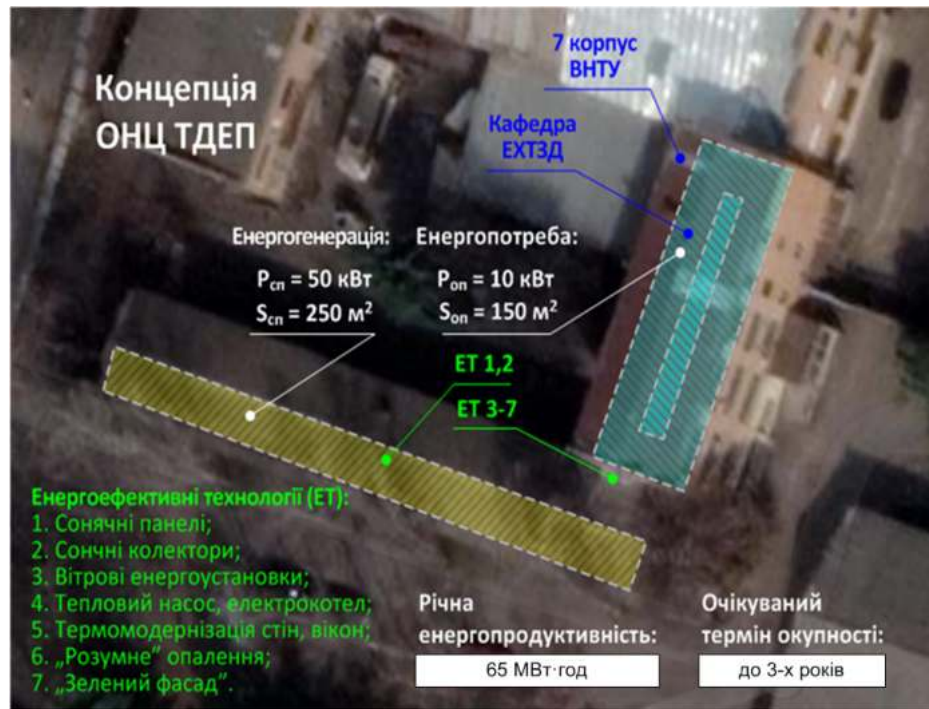 Концепція
ОНЦ ТДЕП
7 корпус
ВНТУ
Кафедра
ЕХТЗД
Енергогенерація:
Pсп = 50 кВт
Sсп = 250 м²
Енергопотреба:
Pоп = 10 кВт
Sоп = 150 м²
ЕТ 1,2
ЕТ 3-7
Енергоефективні технології (ЕТ):
1. Сонячні панелі;
2. Сончні колектори;
3. Вітрові енергоустановки;
4. Тепловий насос, електрокотел;
5. Термомодернізація стін, вікон;
6. „Розумне" опалення;
7. „Зелений фасад".
Річна
енергопродуктивність:
65 МВт·год
Очікуваний
термін окупності:
до 3-х років